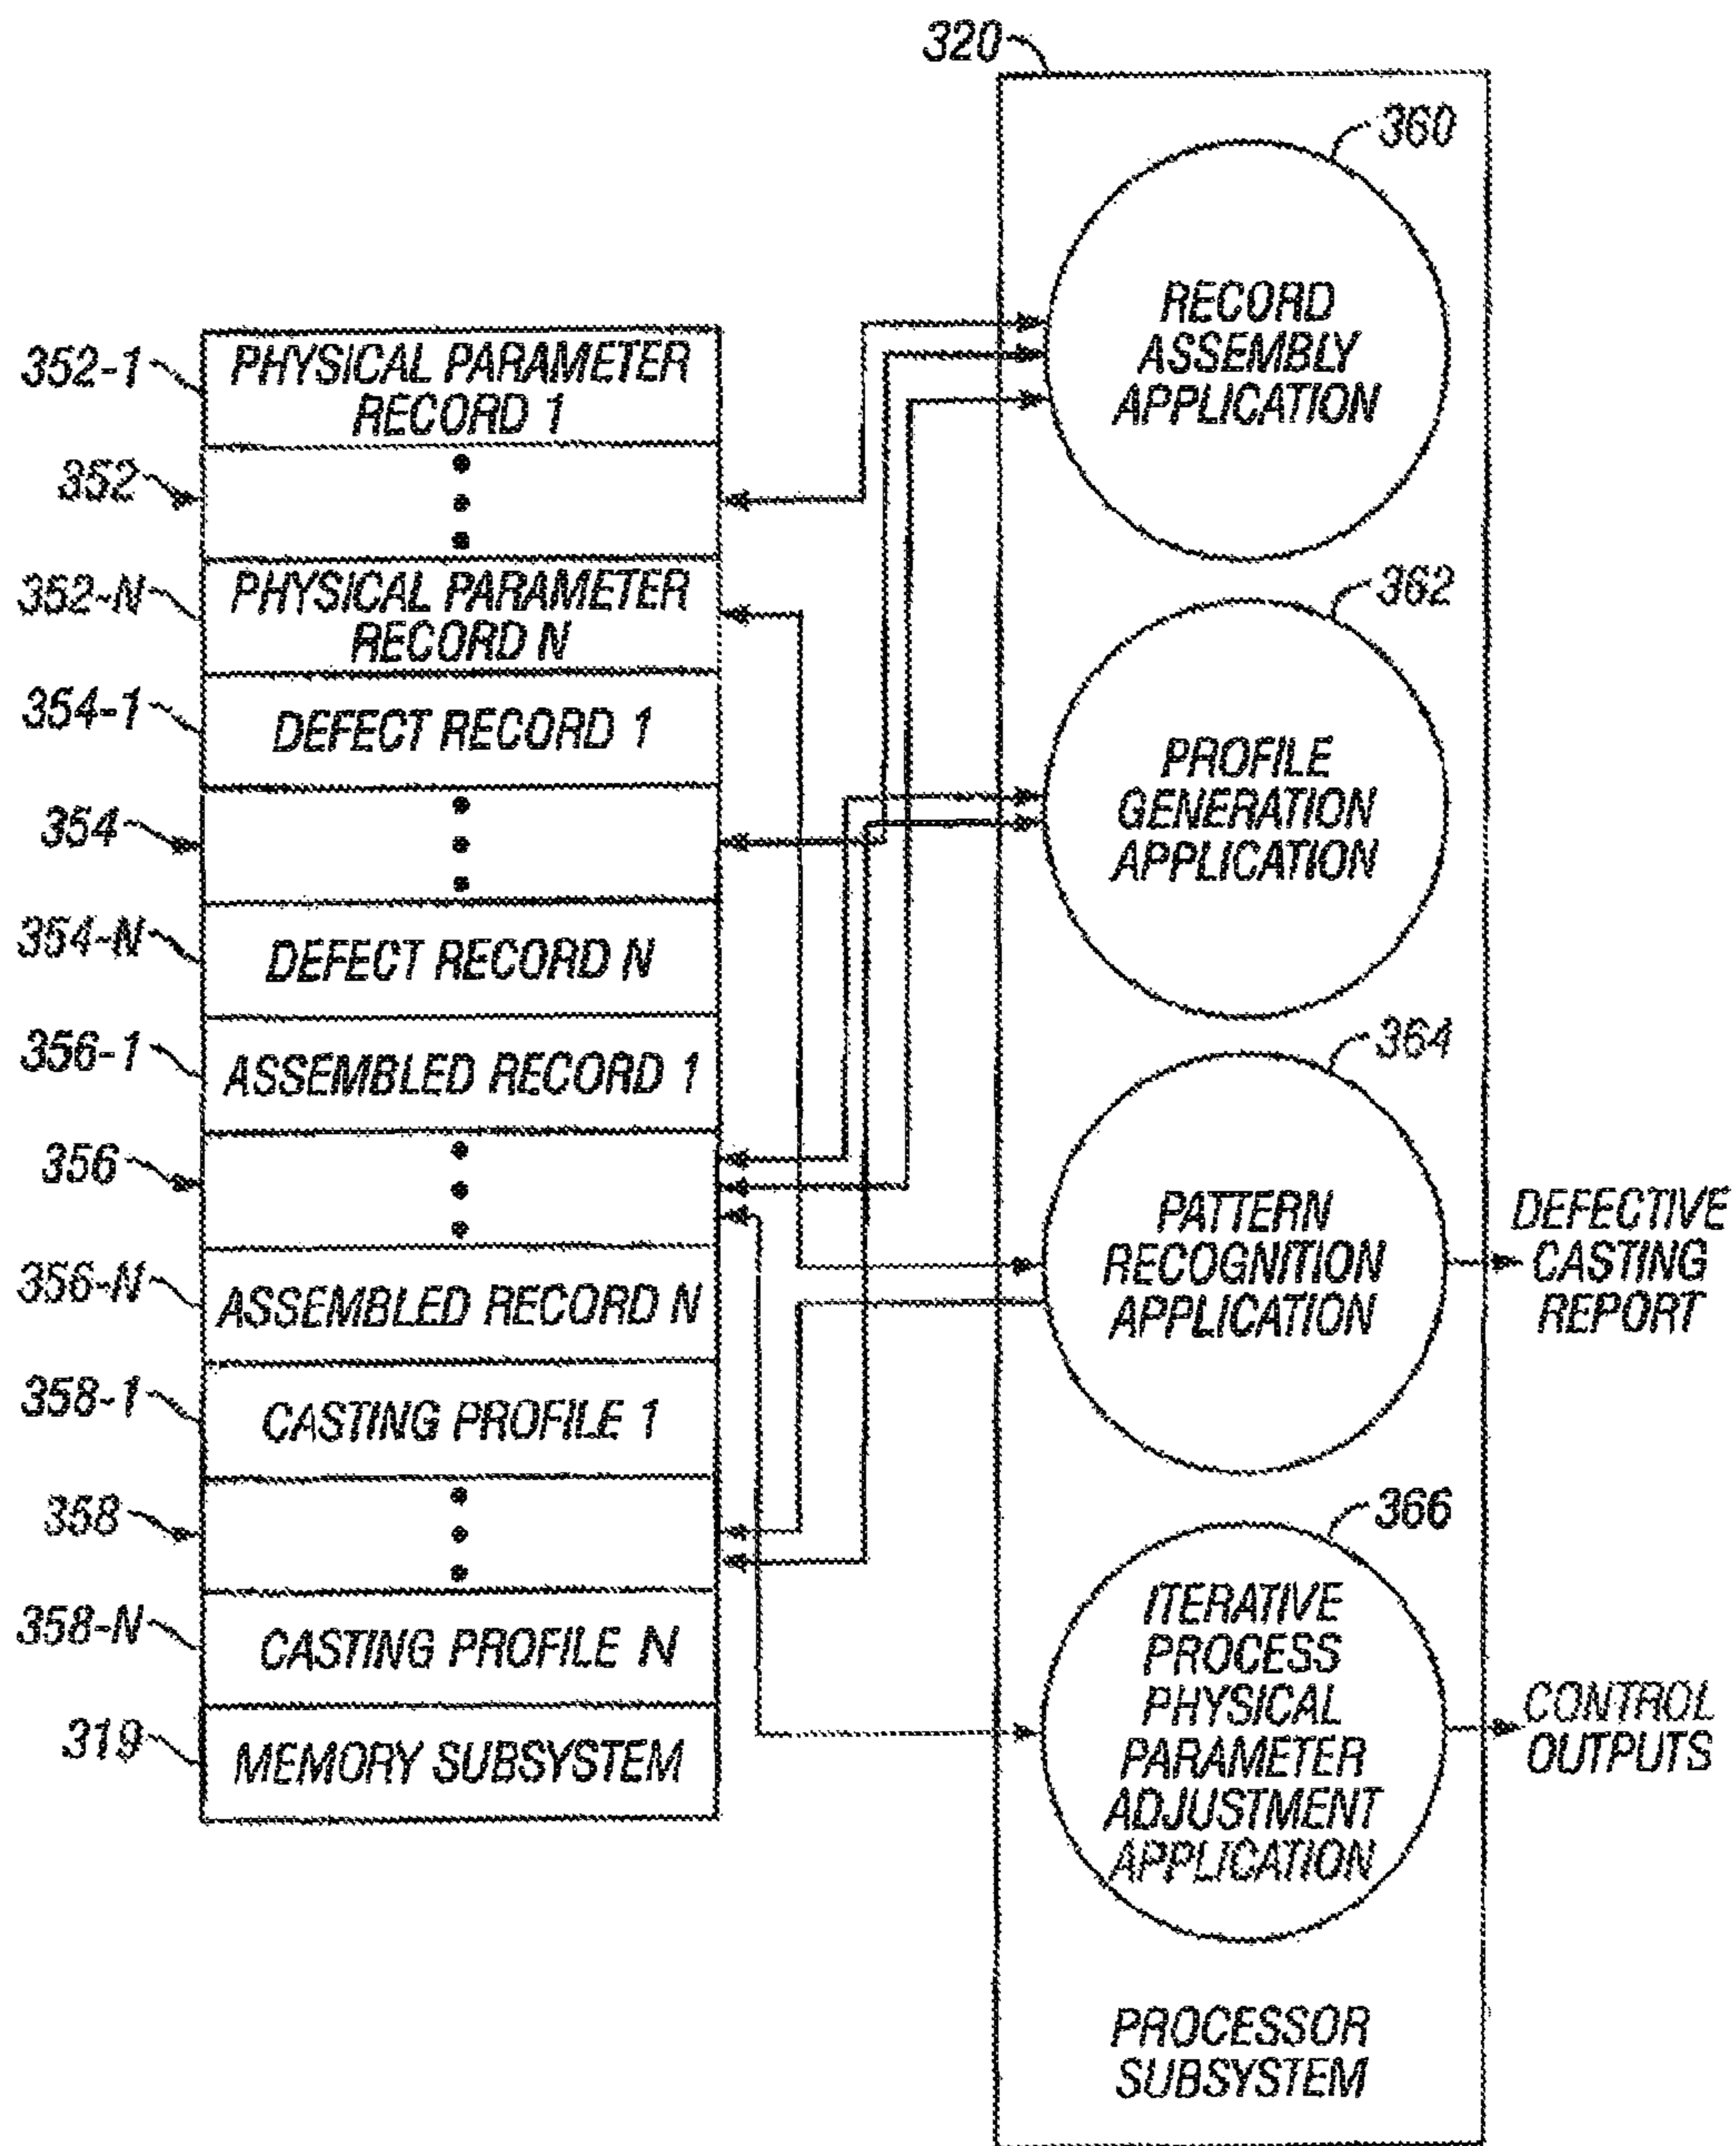 320
352-1
PHYSICAL PARAMETER
RECORD 1
352
352-N
PHYSICAL PARAMETER
RECORD N
354-1
DEFECT RECORD 1
354
354-N
DEFECT RECORD N
356-1
ASSEMBLED RECORD 1
356
356-N
ASSEMBLED RECORD N
358-1
CASTING PROFILE 1
358
358-N
CASTING PROFILE N
319
MEMORY SUBSYSTEM
360
RECORD
ASSEMBLY
APPLICATION
362
PROFILE
GENERATION
APPLICATION
364
PATTERN
RECOGNITION
APPLICATION
DEFECTIVE
CASTING
REPORT
366
ITERATIVE
PROCESS
PHYSICAL
PARAMETER
ADJUSTMENT
APPLICATION
CONTROL
OUTPUTS
PROCESSOR
SUBSYSTEM